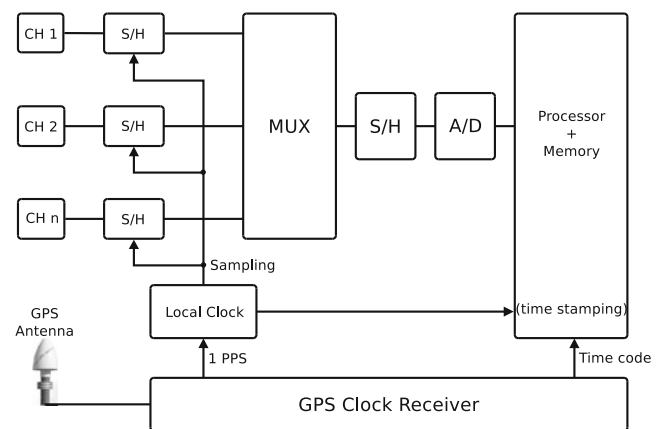 CH 1
S/H
CH 2
S/H
MUX
S/H
A/D
Processor
+
Memory
CH n
S/H
Sampling
GPS
Antenna
Local Clock
(time stamping)
1 PPS
Time code
GPS Clock Receiver